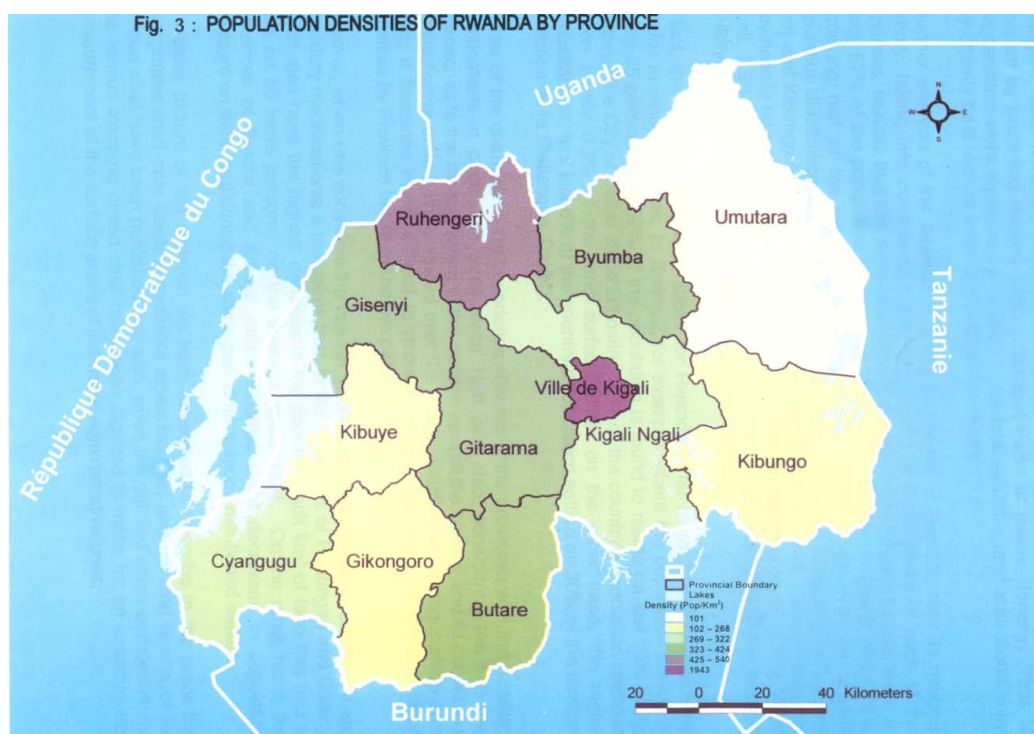 Fig. 3 : POPULATION DENSITIES OF RWANDA BY PROVINCE
Uganda
N
W E
S
République Démocratique du Congo
Ruhengeri
Umutara
Byumba
Tanzanie
Gisenyi
Ville de Kigali
Kibuye
Kigali Ngali
Gitarama
Kibungo
Cyangugu
Gikongoro
Butare
Provincial Boundary
Lakes
Density (Pop/Km²)
101
102 – 268
269 – 322
323 – 424
425 – 540
1943
20 0 20 40 Kilometers
Burundi